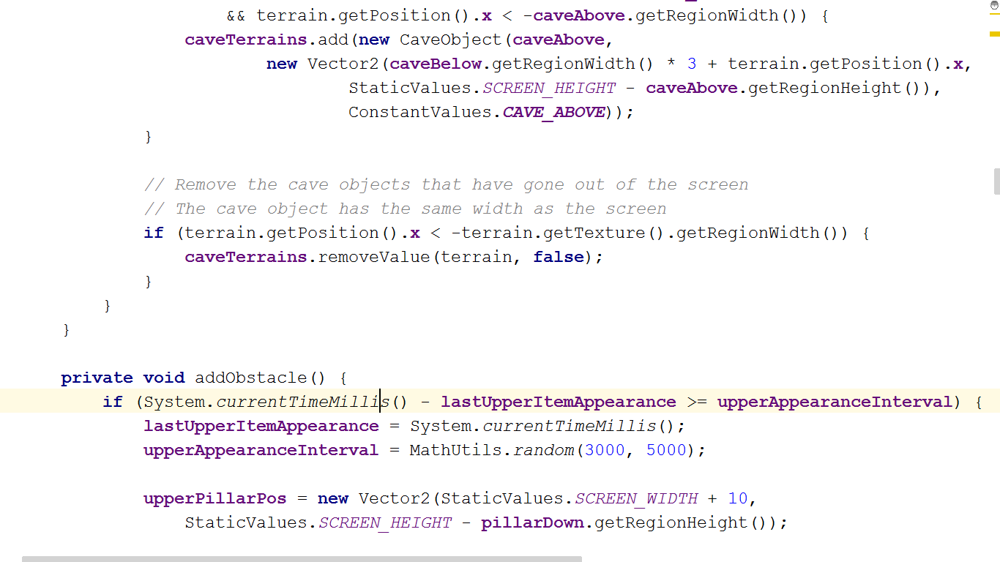 && terrain.getPosition().x < -caveAbove.getRegionWidth()) {
caveTerrains.add(new CaveObject(caveAbove,
new Vector2(caveBelow.getRegionWidth() * 3 + terrain.getPosition().x,
StaticValues.SCREEN_HEIGHT - caveAbove.getRegionHeight()),
ConstantValues.CAVE_ABOVE));
}
// Remove the cave objects that have gone out of the screen
// The cave object has the same width as the screen
if (terrain.getPosition().x < -terrain.getTexture().getRegionWidth()) {
caveTerrains.removeValue(terrain, false);
}
}
}
private void addObstacle() {
if (System.currentTimeMillis() - lastUpperItemAppearance >= upperAppearanceInterval) {
lastUpperItemAppearance = System.currentTimeMillis();
upperAppearanceInterval = MathUtils.random(3000, 5000);
upperPillarPos = new Vector2(StaticValues.SCREEN_WIDTH + 10,
StaticValues.SCREEN_HEIGHT - pillarDown.getRegionHeight());